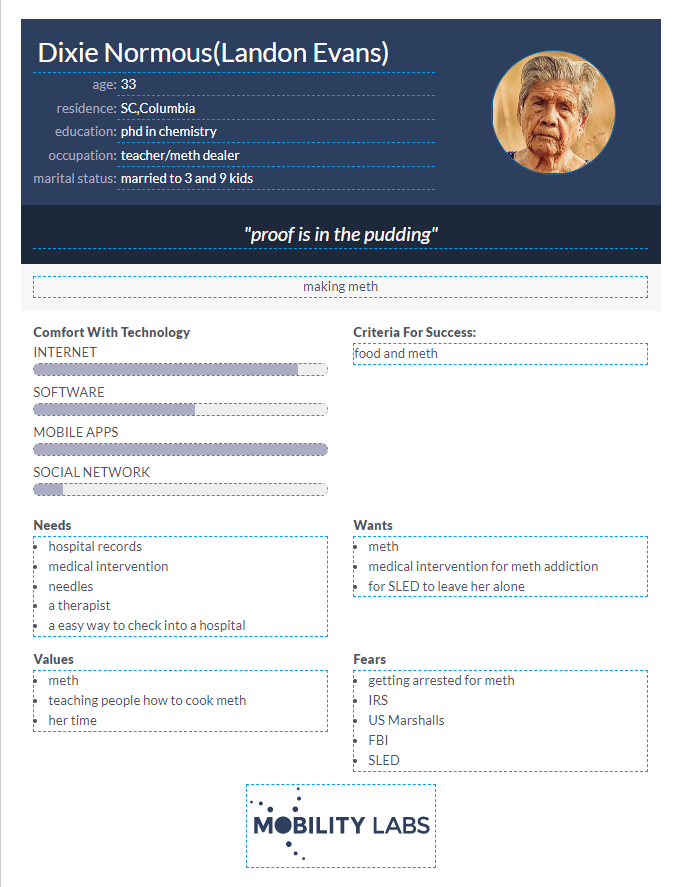 Dixie Normous(Landon Evans)
age: 33
residence: SC,Columbia
education: phd in chemistry
occupation: teacher/meth dealer
marital status: married to 3 and 9 kids
"proof is in the pudding"
making meth
Comfort With Technology
INTERNET
SOFTWARE
MOBILE APPS
SOCIAL NETWORK
Criteria For Success:
food and meth
Needs
hospital records
medical intervention
needles
a therapist
a easy way to check into a hospital
Wants
meth
medical intervention for meth addiction
for SLED to leave her alone
Values
meth
teaching people how to cook meth
her time
Fears
getting arrested for meth
IRS
US Marshalls
FBI
SLED
MOBILITY LABS